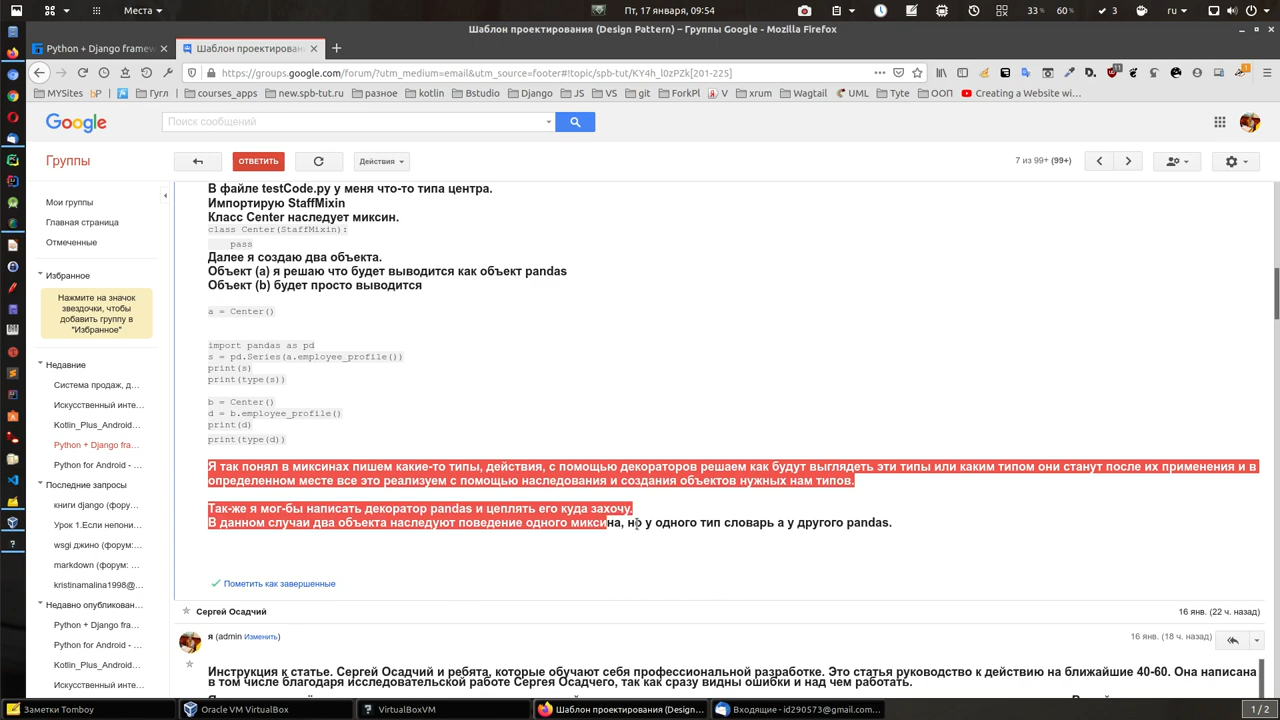 Места
Пт, 17 января, 09:54
33 %
60 %
ru
Шаблон проектирования (Design Pattern) – Группы Google - Mozilla Firefox
Python + Django framew
Шаблон проектирован
https://groups.google.com/forum/?utm_medium=email&utm_source=footer#!topic/spb-tut/KY4h_l0zPZk[201-225]
MYSites
bP
Гугл
courses_apps
new.spb-tut.ru
разное
kotlin
Bstudio
Django
JS
VS
git
ForkPl
V
xrum
Wagtail
UML
Tyte
ООП
Creating a Website wi…
Google
Поиск сообщений
Группы
ОТВЕТИТЬ
Действия
7 из 99+ (99+)
Мои группы
Главная страница
Отмеченные
Избранное
Нажмите на значок
звездочки, чтобы
добавить группу в
"Избранное"
Недавние
Система продаж, д…
Искусственный инте…
Kotlin_Plus_Android…
Python + Django fra…
Python for Android - …
Последние запросы
книги django (фору…
Урок 1.Если непони…
wsgi джино (форум:…
markdown (форум: …
kristinamalina1998@…
Недавно опубликован…
Python + Django fra…
Python for Android - …
Kotlin_Plus_Android…
Искусственный инте…
В файле testCode.py у меня что-то типа центра.
Импортирую StaffMixin
Класс Center наследует миксин.
class Center(StaffMixin):
pass
Далее я создаю два объекта.
Объект (a) я решаю что будет выводится как объект pandas
Объект (b) будет просто выводится
a = Center()
import pandas as pd
s = pd.Series(a.employee_profile())
print(s)
print(type(s))
b = Center()
d = b.employee_profile()
print(d)
print(type(d))
Я так понял в миксинах пишем какие-то типы, действия, с помощью декораторов решаем как будут выглядеть эти типы или каким типом они станут после их применения и в
определенном месте все это реализуем с помощью наследования и создания объектов нужных нам типов.
Так-же я мог-бы написать декоратор pandas и цеплять его куда захочу.
В данном случаи два объекта наследуют поведение одного миксина, но у одного тип словарь а у другого pandas.
Пометить как завершенные
Сергей Осадчий
16 янв. (22 ч. назад)
я (admin Изменить)
16 янв. (18 ч. назад)
Инструкция к статье. Сергей Осадчий и ребята, которые обучают себя профессиональной разработке. Это статья руководство к действию на ближайшие 40-60. Она написана
в том числе благодаря исследовательской работе Сергея Осадчего, так как сразу видны ошибки и над чем работать.
Заметки Tomboy
Oracle VM VirtualBox
VirtualBoxVM
Шаблон проектирования (Design…
Входящие - id290573@gmail.com…
1 / 2